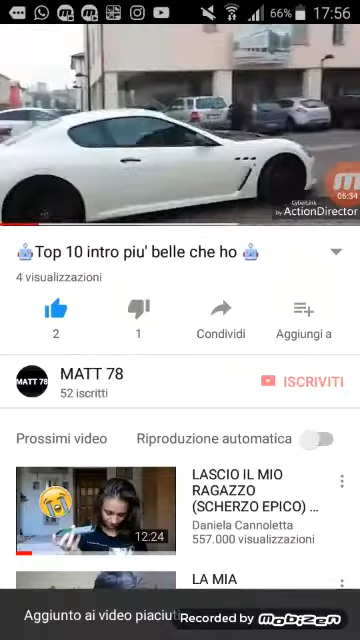 66% 17:56
06:34
CyberLink
by ActionDirector
Top 10 intro piu' belle che ho
4 visualizzazioni
2 1 Condividi Aggiungi a
MATT 78
MATT 78
52 iscritti
ISCRIVITI
Prossimi video Riproduzione automatica
12:24
LASCIO IL MIO
RAGAZZO
(SCHERZO EPICO) ...
Daniela Cannoletta
557.000 visualizzazioni
LA MIA
Aggiunto ai video piaciuti
Recorded by MOBIZEN